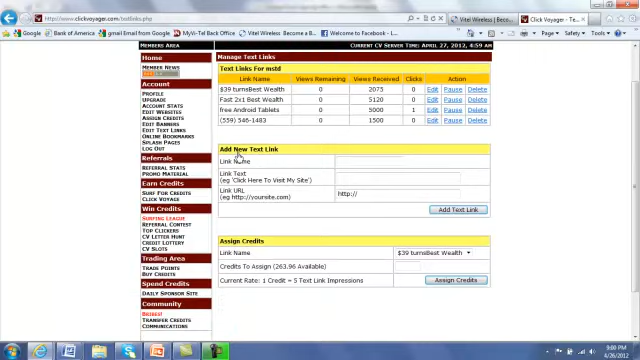 http://www.clickvoyager.com/textlinks.php
Vitel Wireless
Click Voyager
Google
Bank of America
gmail Email from Google
My-Tel Back Office
Vitel Wireless Become a B
Facebook
Page
Safety
Tools
MEMBERS AREA
CURRENT CV SERVER TIME: APRIL 27, 2012, 4:59 AM
Home
MEMBER NEWS
Account
PROFILE
UPGRADE
ACCOUNT STATS
EDIT WEBSITES
ASSIGN CREDITS
EDIT BANNERS
EDIT TEXT LINKS
ONLINE BOOKMARKS
SPLASH PAGES
LOG OUT
Referrals
REFERRAL STATS
PROMO MATERIAL
Earn Credits
SURF FOR CREDITS
CLICK VOYAGE
Win Credits
SURFING LEAGUE
REFERRAL CONTEST
TOP CLICKERS
CV LETTER HUNT
CREDIT LOTTERY
CV SLOTS
Trading Area
TRADE POINTS
BUY CREDITS
Spend Credits
DAILY SPONSOR SITE
Community
BRIBES!
TRANSFER CREDITS
COMMUNICATIONS
Manage Text Links
Text Links For mstd
Link Name Views Remaining Views Received Clicks Action
$39 turnsBest Wealth 0 2075 0 Edit Pause Delete
Fast 2x1 Best Wealth 0 5120 0 Edit Pause Delete
free Android Tablets 0 5000 1 Edit Pause Delete
(559) 546-1483 0 1500 0 Edit Pause Delete
Add New Text Link
Link Name
Link Text
(eg 'Click Here To Visit My Site')
Link URL
(eg http://yoursite.com)
http://
Add Text Link
Assign Credits
Link Name $39 turnsBest Wealth
Credits To Assign (263.96 Available)
Current Rate: 1 Credit = 5 Text Link Impressions
Assign Credits
9:00 PM
4/26/2012